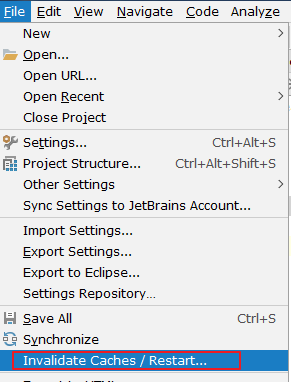 File Edit View Navigate Code Analyze
New
Open...
Open URL...
Open Recent
Close Project
Settings... Ctrl+Alt+S
Project Structure... Ctrl+Alt+Shift+S
Other Settings
Sync Settings to JetBrains Account...
Import Settings...
Export Settings...
Export to Eclipse...
Settings Repository...
Save All Ctrl+S
Synchronize
Invalidate Caches / Restart...